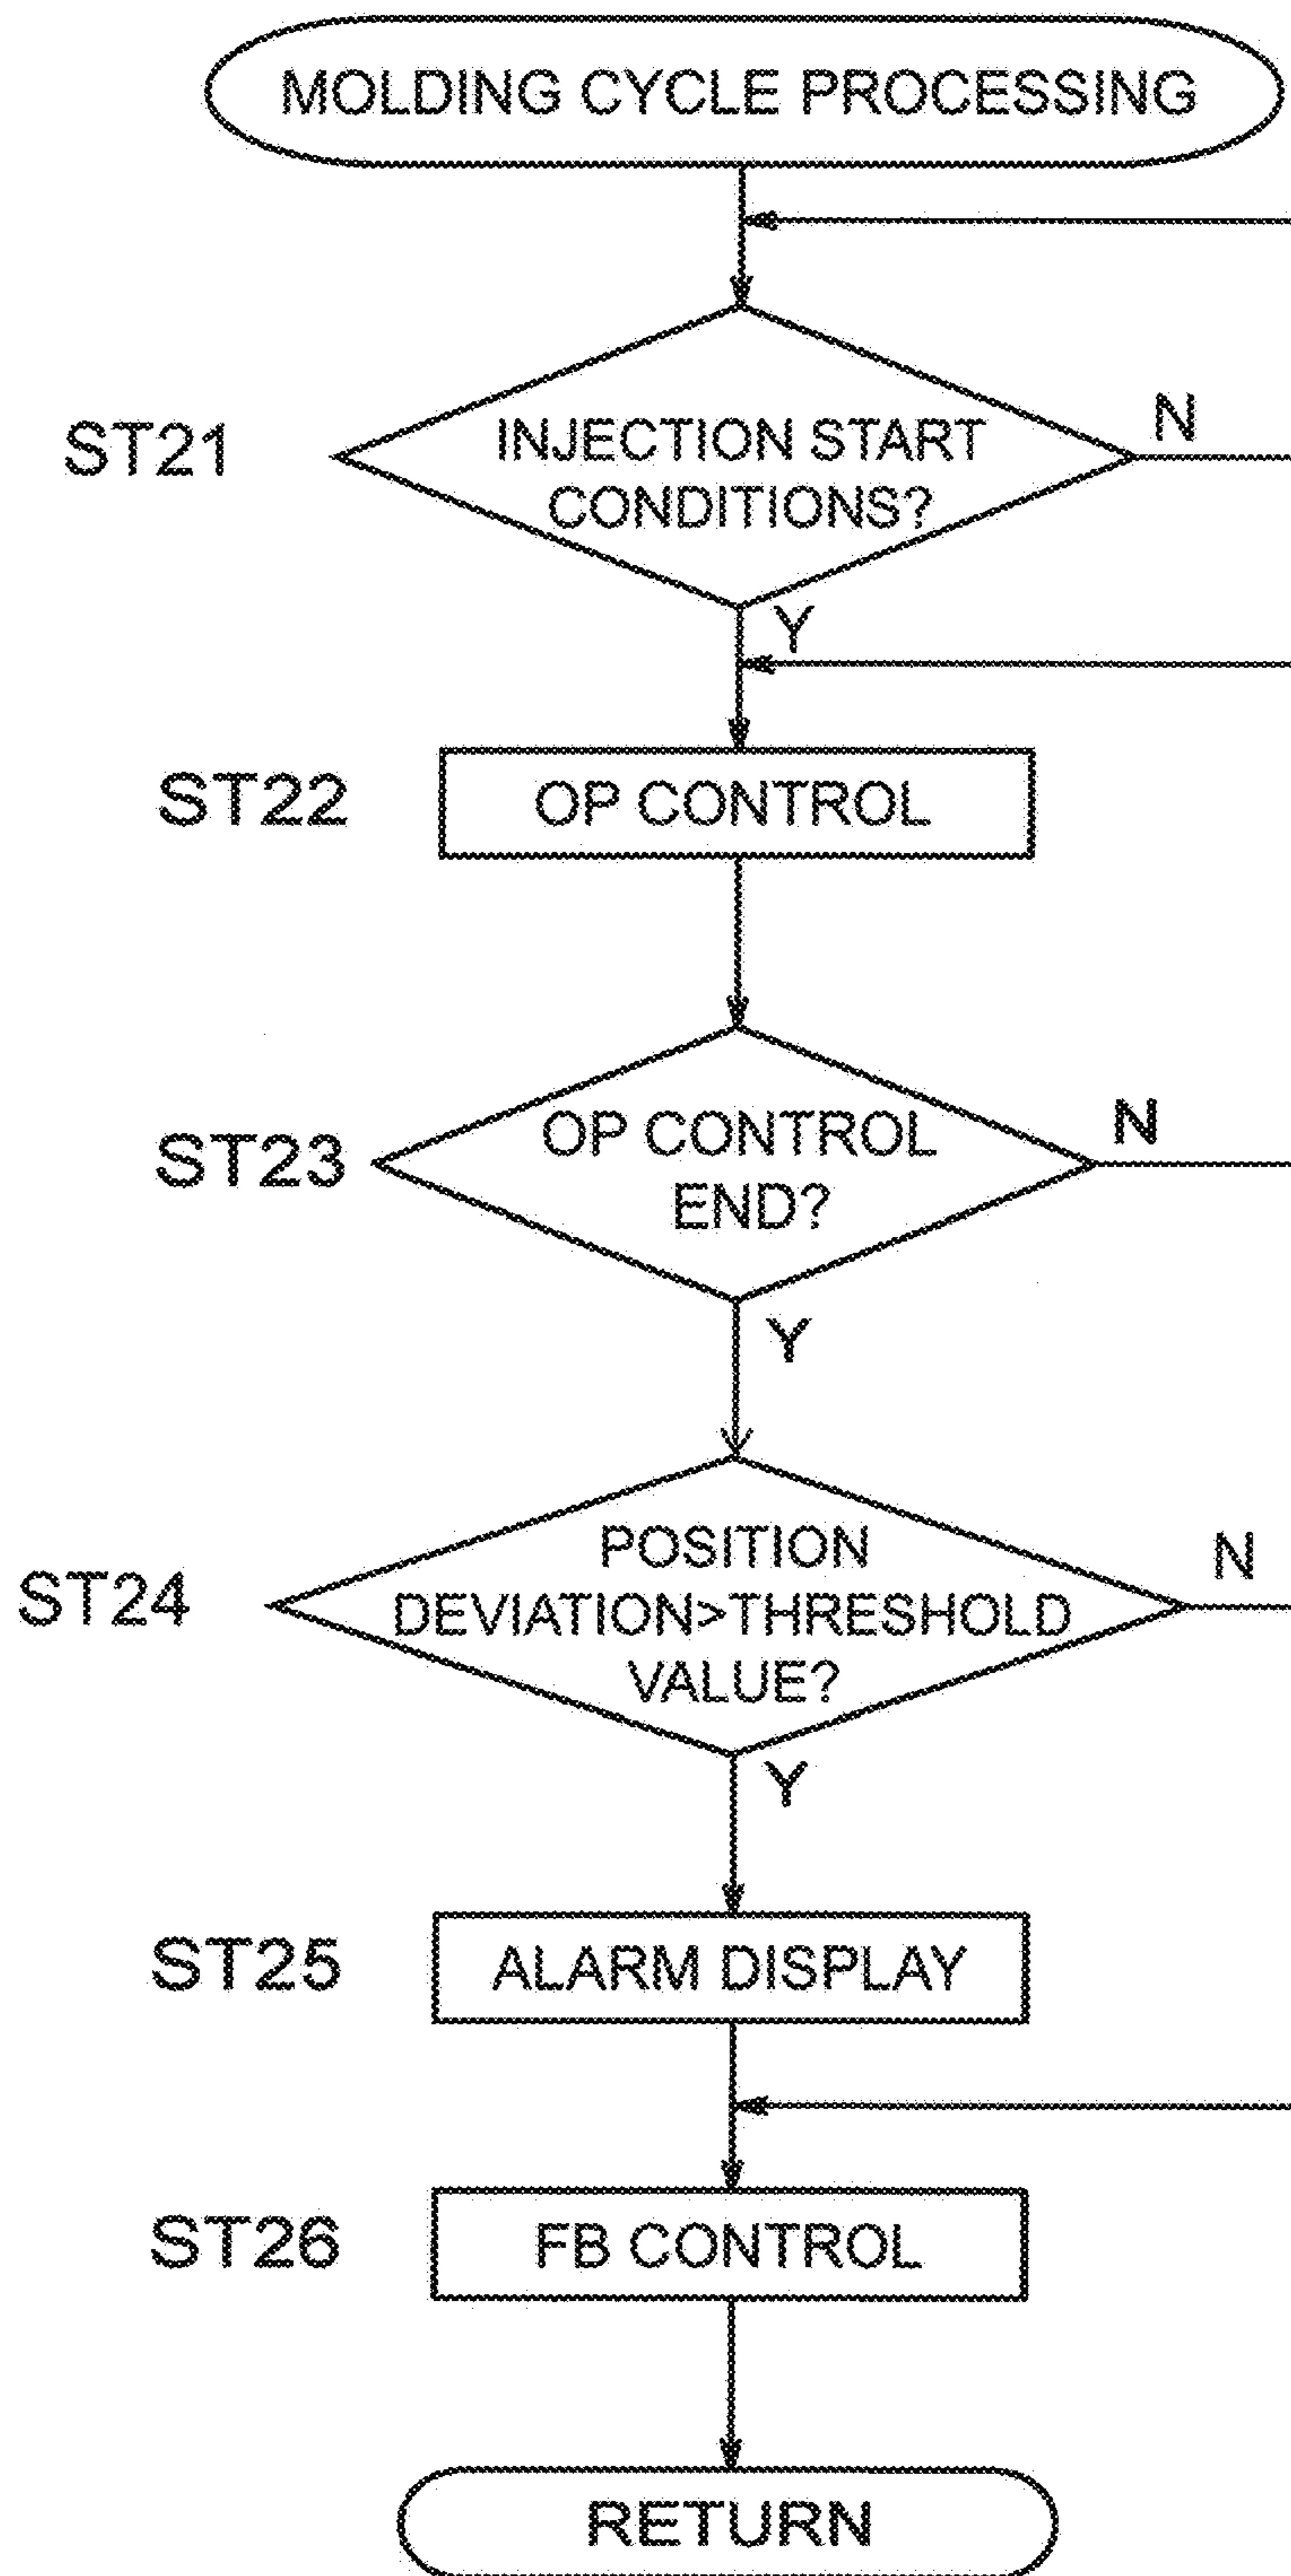 MOLDING CYCLE PROCESSING
ST21
INJECTION START
CONDITIONS?
N
Y
ST22
OP CONTROL
ST23
OP CONTROL
END?
N
Y
ST24
POSITION
DEVIATION>THRESHOLD
VALUE?
N
Y
ST25
ALARM DISPLAY
ST26
FB CONTROL
RETURN